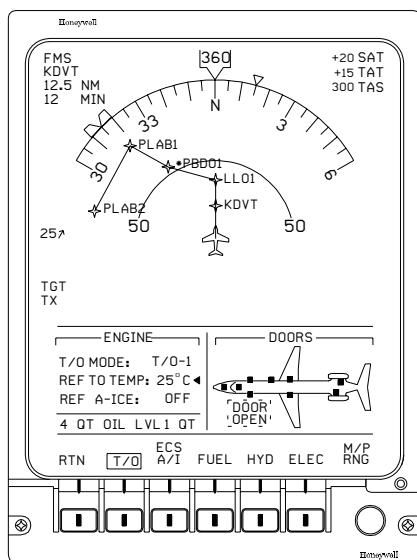 Honeywell
FMS
KDVT
12.5 NM
12 MIN
360
+20 SAT
+15 TAT
300 TAS
N
33
3
30
6
PLAB1
*PBD01
LL01
KDVT
PLAB2
50
50
25↗
TGT
TX
ENGINE
T/O MODE: T/O-1
REF TO TEMP: 25°C◄
REF A-ICE: OFF
4 QT OIL LVL 1 QT
DOORS
DOOR
OPEN
RTN T/O ECS A/I FUEL HYD ELEC M/P RNG
Honeywell